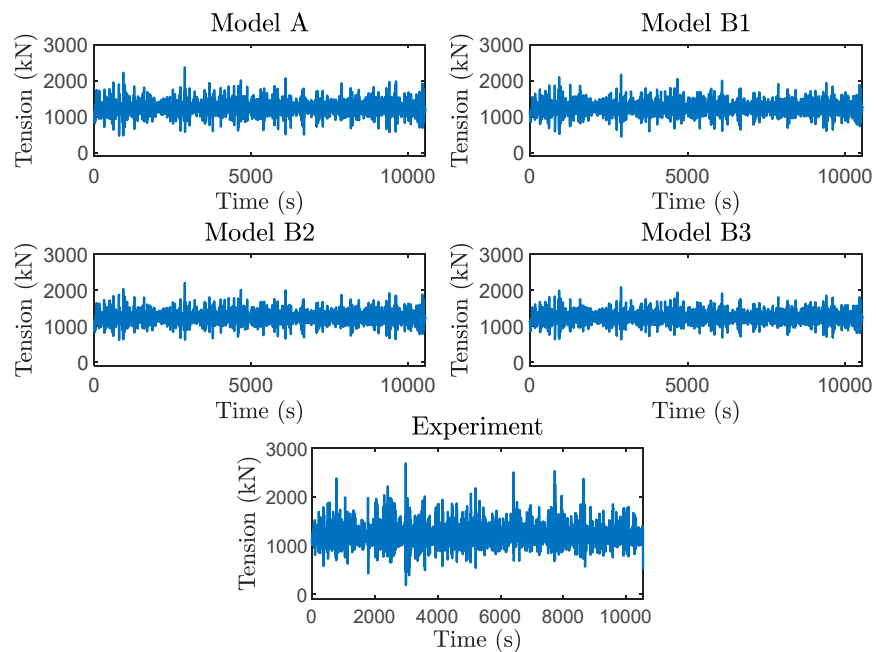 Model A
3000
2000
1000
0
Tension (kN)
0 5000 10000
Time (s)
Model B1
3000
2000
1000
0
Tension (kN)
0 5000 10000
Time (s)
Model B2
3000
2000
1000
0
Tension (kN)
0 5000 10000
Time (s)
Model B3
3000
2000
1000
0
Tension (kN)
0 5000 10000
Time (s)
Experiment
3000
2000
1000
0
Tension (kN)
0 2000 4000 6000 8000 10000
Time (s)